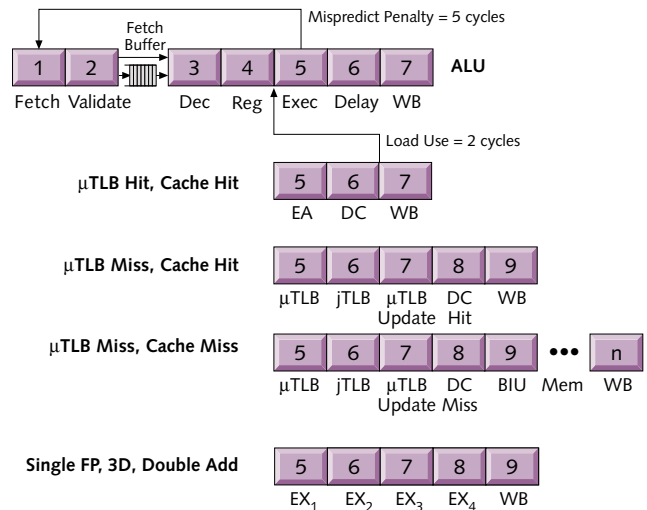 Mispredict Penalty = 5 cycles
Fetch
Buffer
1 2 3 4 5 6 7 ALU
Fetch Validate Dec Reg Exec Delay WB
Load Use = 2 cycles
μTLB Hit, Cache Hit 5 6 7
EA DC WB
μTLB Miss, Cache Hit 5 6 7 8 9
μTLB jTLB μTLB DC WB
Update Hit
μTLB Miss, Cache Miss 5 6 7 8 9 ••• n
μTLB jTLB μTLB DC BIU Mem WB
Update Miss
Single FP, 3D, Double Add 5 6 7 8 9
EX₁ EX₂ EX₃ EX₄ WB